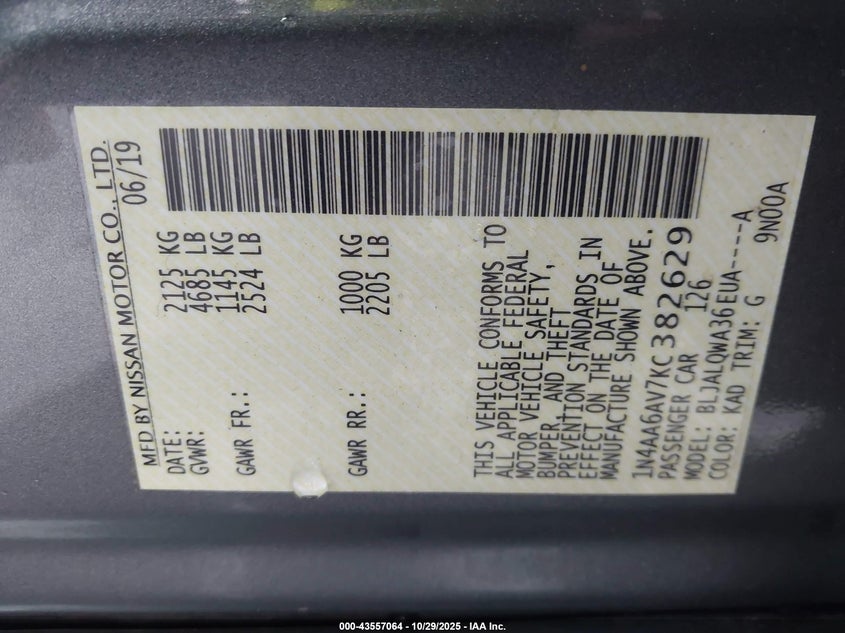 MFD BY NISSAN MOTOR CO., LTD.
DATE: 06/19
GVWR: 2125 KG
4685 LB
GAWR FR.: 1145 KG
2524 LB
GAWR RR.: 1000 KG
2205 LB
THIS VEHICLE CONFORMS TO
ALL APPLICABLE FEDERAL
MOTOR VEHICLE SAFETY,
BUMPER, AND THEFT
PREVENTION STANDARDS IN
EFFECT ON THE DATE OF
MANUFACTURE SHOWN ABOVE.
1N4AA6AV7KC382629
PASSENGER CAR 126
MODEL: BLJALQWA36EUA----A
COLOR: KAD TRIM: G 9N00A
000-43557064 - 10/29/2025 - IAA Inc.